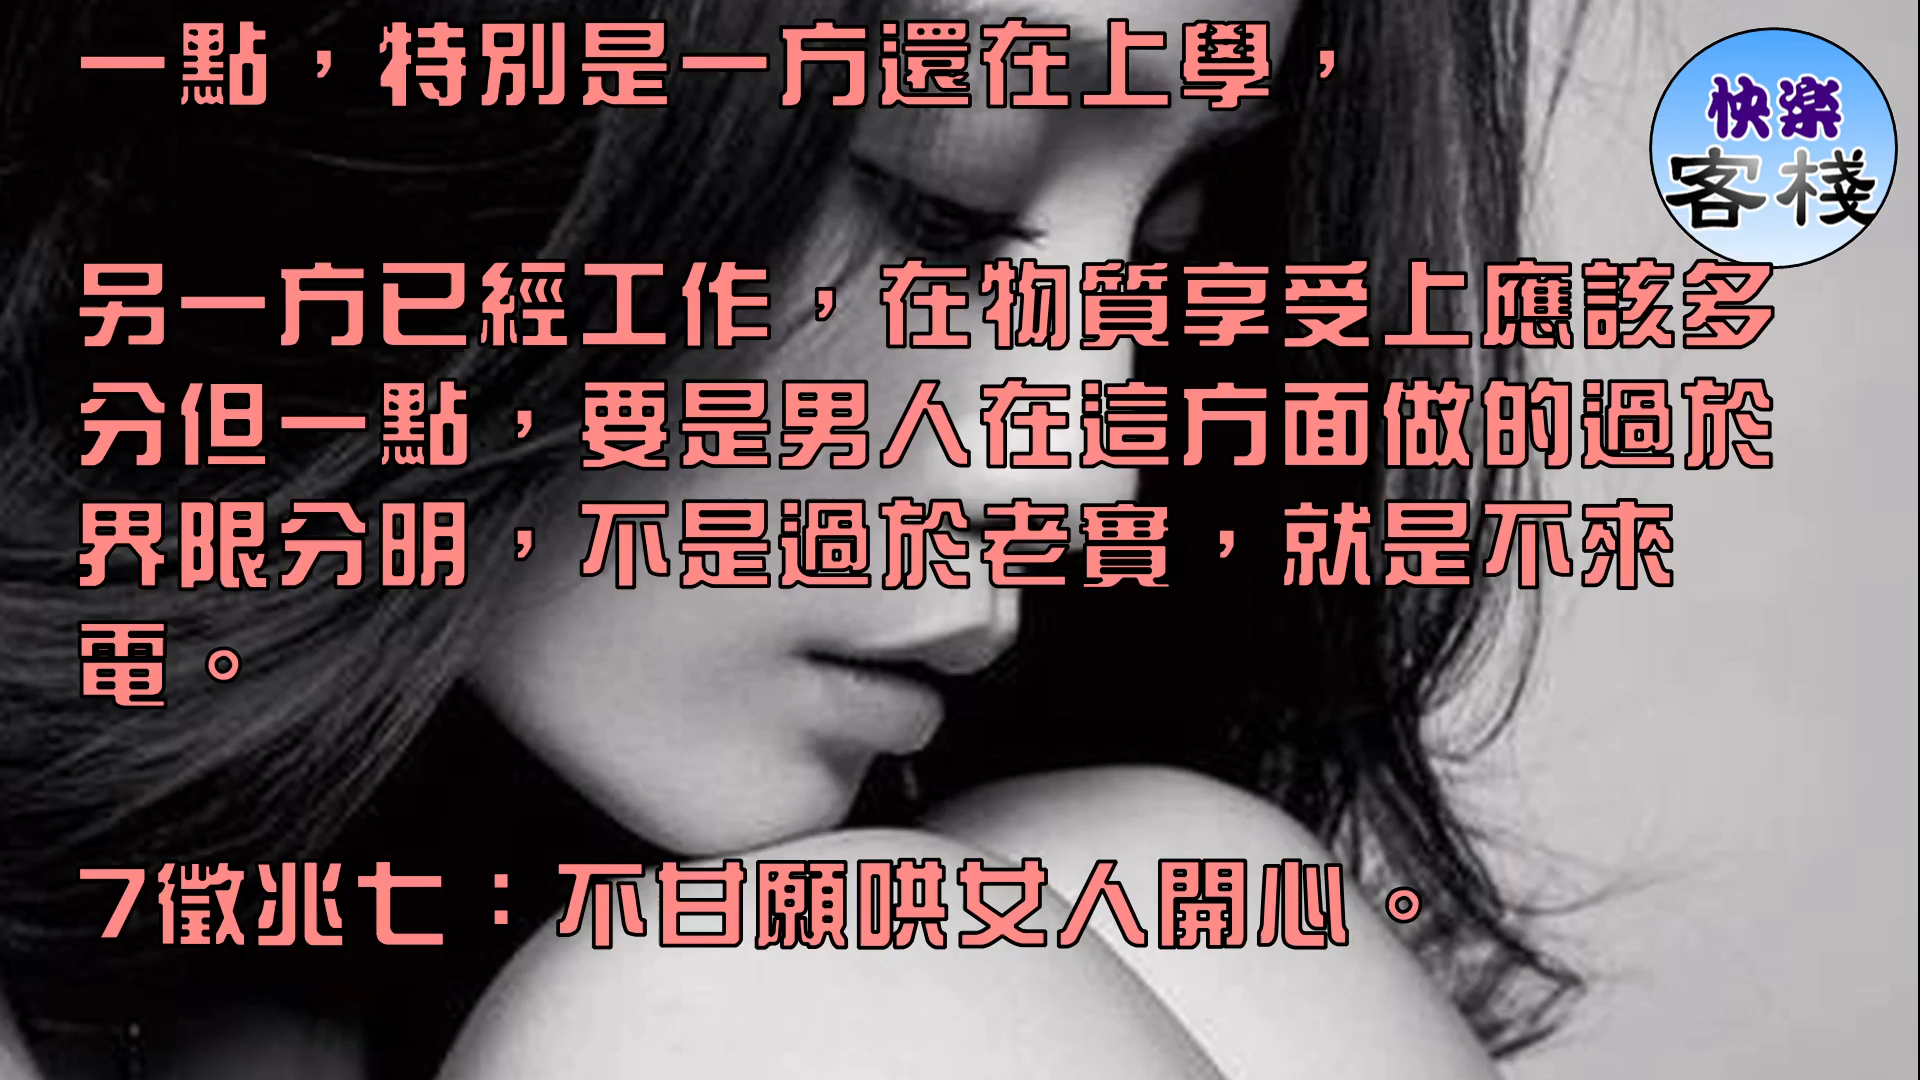 一點，特別是一方還在上學，
快樂
客棧
另一方已經工作，在物質享受上應該多
分但一點，要是男人在這方面做的過於
界限分明，不是過於老實，就是不來
電。
7徵兆七：不甘願哄女人開心。